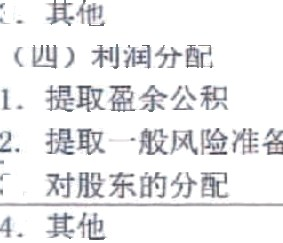 3. 其他
（四）利润分配
1. 提取盈余公积
2. 提取一般风险准备
对股东的分配
4. 其他